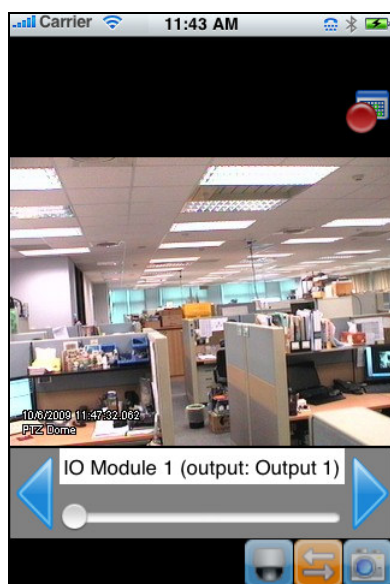 Carrier 11:43 AM
10/6/2009 11:47:32.062
PTZ Dome
IO Module 1 (output: Output 1)